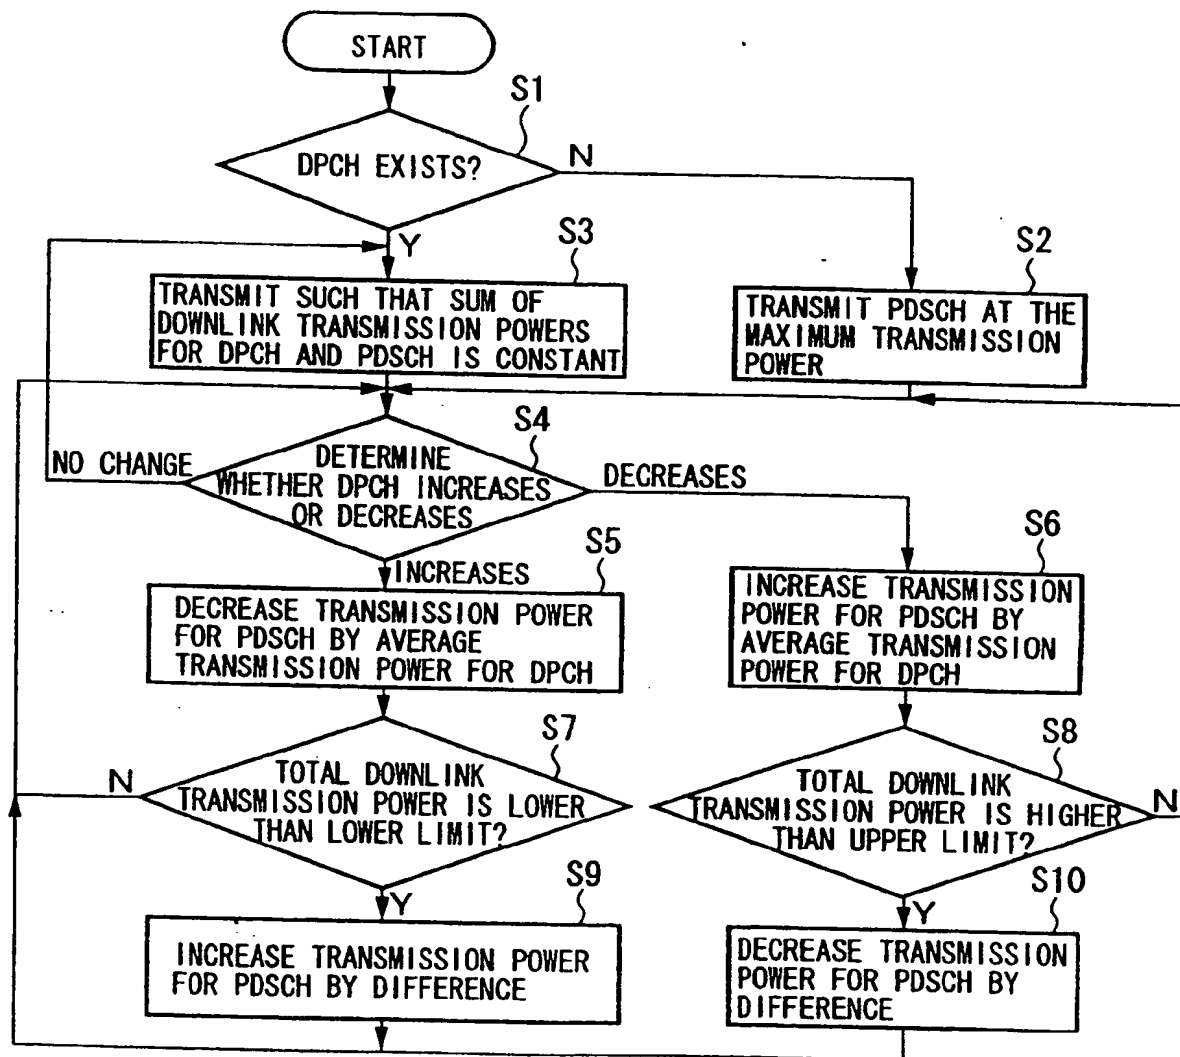 START
S1
DPCH EXISTS?
N
Y
S3
TRANSMIT SUCH THAT SUM OF
DOWNLINK TRANSMISSION POWERS
FOR DPCH AND PDSCH IS CONSTANT
S2
TRANSMIT PDSCH AT THE
MAXIMUM TRANSMISSION
POWER
S4
DETERMINE
WHETHER DPCH INCREASES
OR DECREASES
NO CHANGE
DECREASES
INCREASES
S5
DECREASE TRANSMISSION POWER
FOR PDSCH BY AVERAGE
TRANSMISSION POWER FOR DPCH
S6
INCREASE TRANSMISSION
POWER FOR PDSCH BY
AVERAGE TRANSMISSION
POWER FOR DPCH
S7
TOTAL DOWNLINK
TRANSMISSION POWER IS LOWER
THAN LOWER LIMIT?
N
Y
S8
TOTAL DOWNLINK
TRANSMISSION POWER IS HIGHER
THAN UPPER LIMIT?
N
Y
S9
INCREASE TRANSMISSION POWER
FOR PDSCH BY DIFFERENCE
S10
DECREASE TRANSMISSION
POWER FOR PDSCH BY
DIFFERENCE